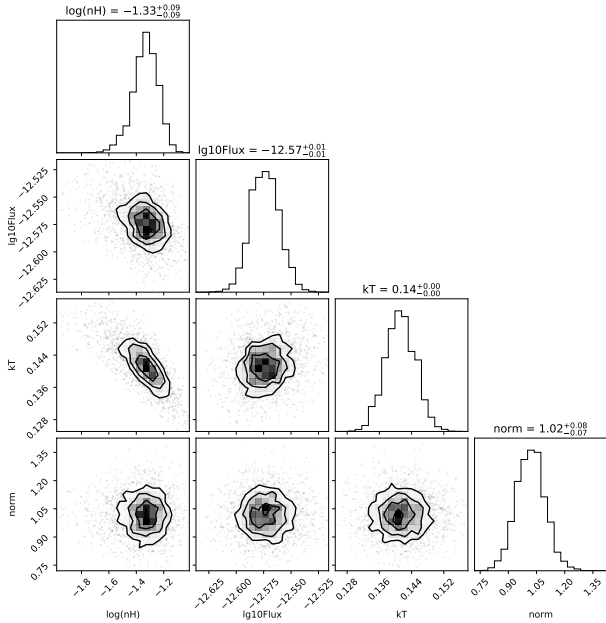 log(nH) = −1.33+0.09 −0.09
−12.525
−12.550
−12.575
−12.600
−12.625
lg10Flux
lg10Flux = −12.57+0.01 −0.01
0.152
0.144
0.136
0.128
kT
kT = 0.14+0.00 −0.00
1.35
1.20
1.05
0.90
0.75
norm
norm = 1.02+0.08 −0.07
−1.8 −1.6 −1.4 −1.2
log(nH)
−12.625 −12.600 −12.575 −12.550 −12.525
lg10Flux
0.128 0.136 0.144 0.152
kT
0.75 0.90 1.05 1.20 1.35
norm